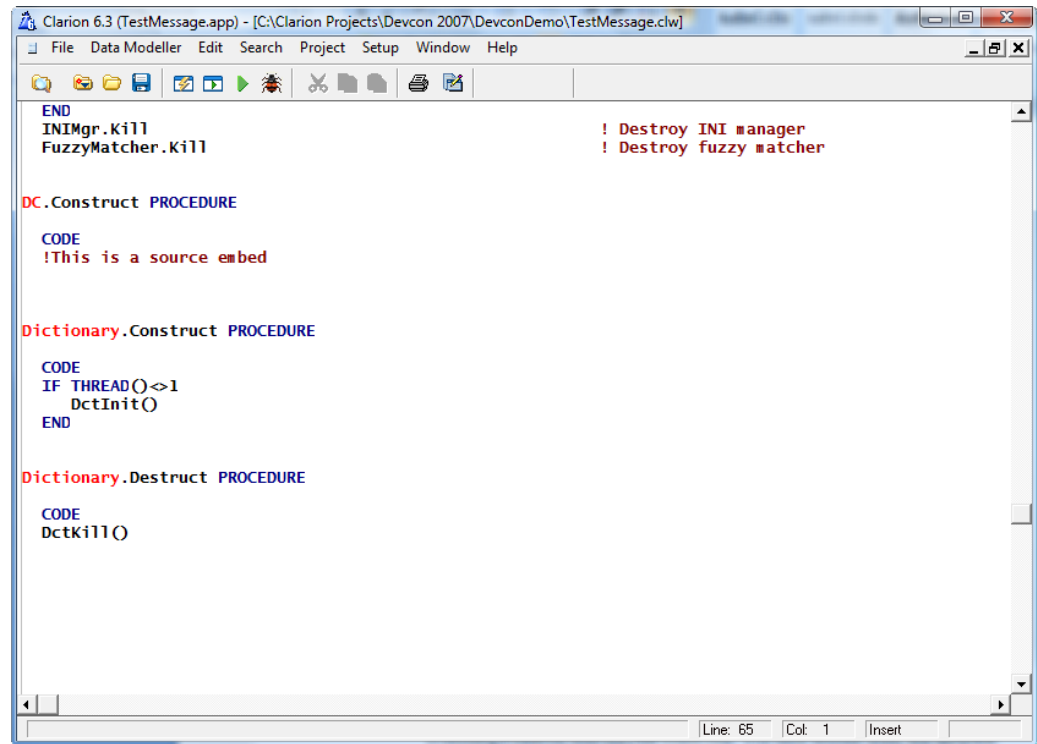 Clarion 6.3 (TestMessage.app) - [C:\Clarion Projects\Devcon 2007\DevconDemo\TestMessage.clw]
File Data Modeller Edit Search Project Setup Window Help
END
INIMgr.Kill ! Destroy INI manager
FuzzyMatcher.Kill ! Destroy fuzzy matcher
DC.Construct PROCEDURE
CODE
!This is a source embed
Dictionary.Construct PROCEDURE
CODE
IF THREAD()<>1
DctInit()
END
Dictionary.Destruct PROCEDURE
CODE
DctKill()
Line: 65 Col: 1 Insert